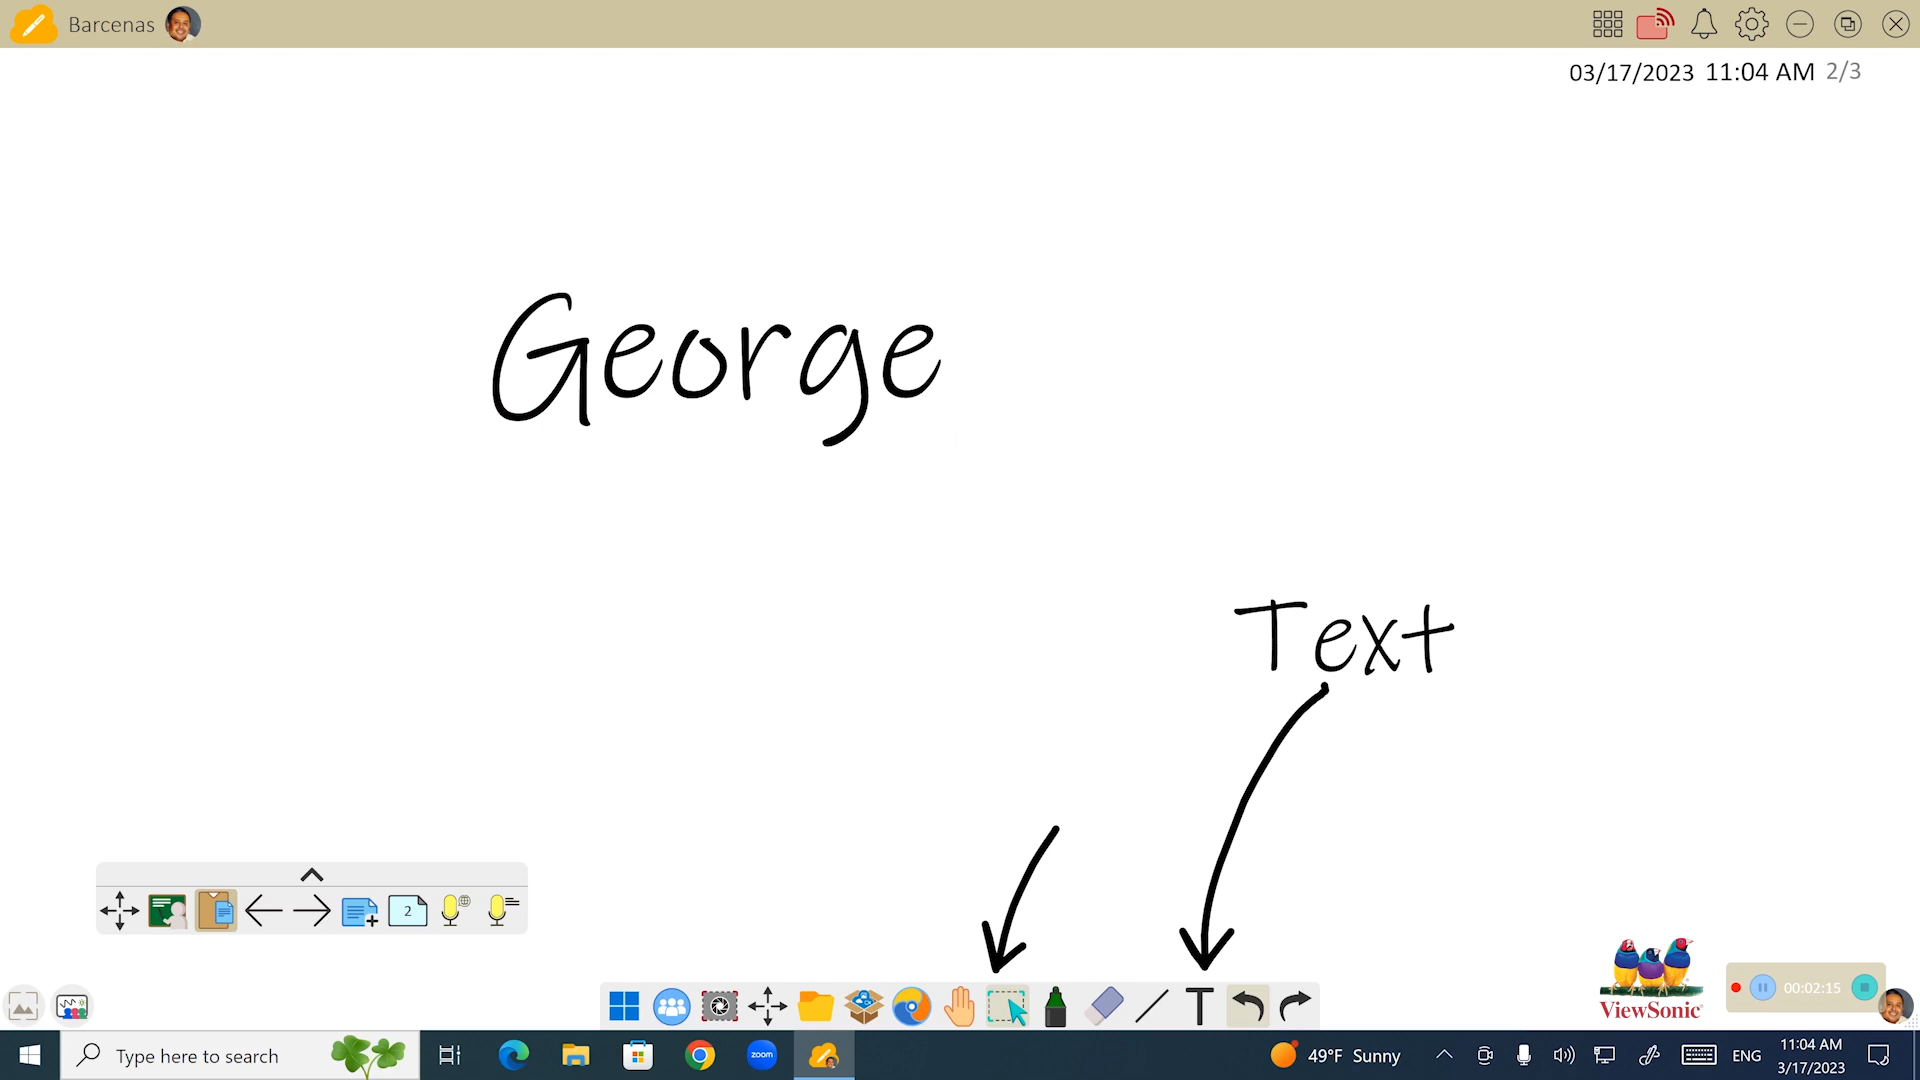 Barcenas
03/17/2023 11:04 AM 2/3
George
Text
2
ViewSonic
00:02:15
Type here to search
zoom
49°F Sunny
ENG
11:04 AM
3/17/2023